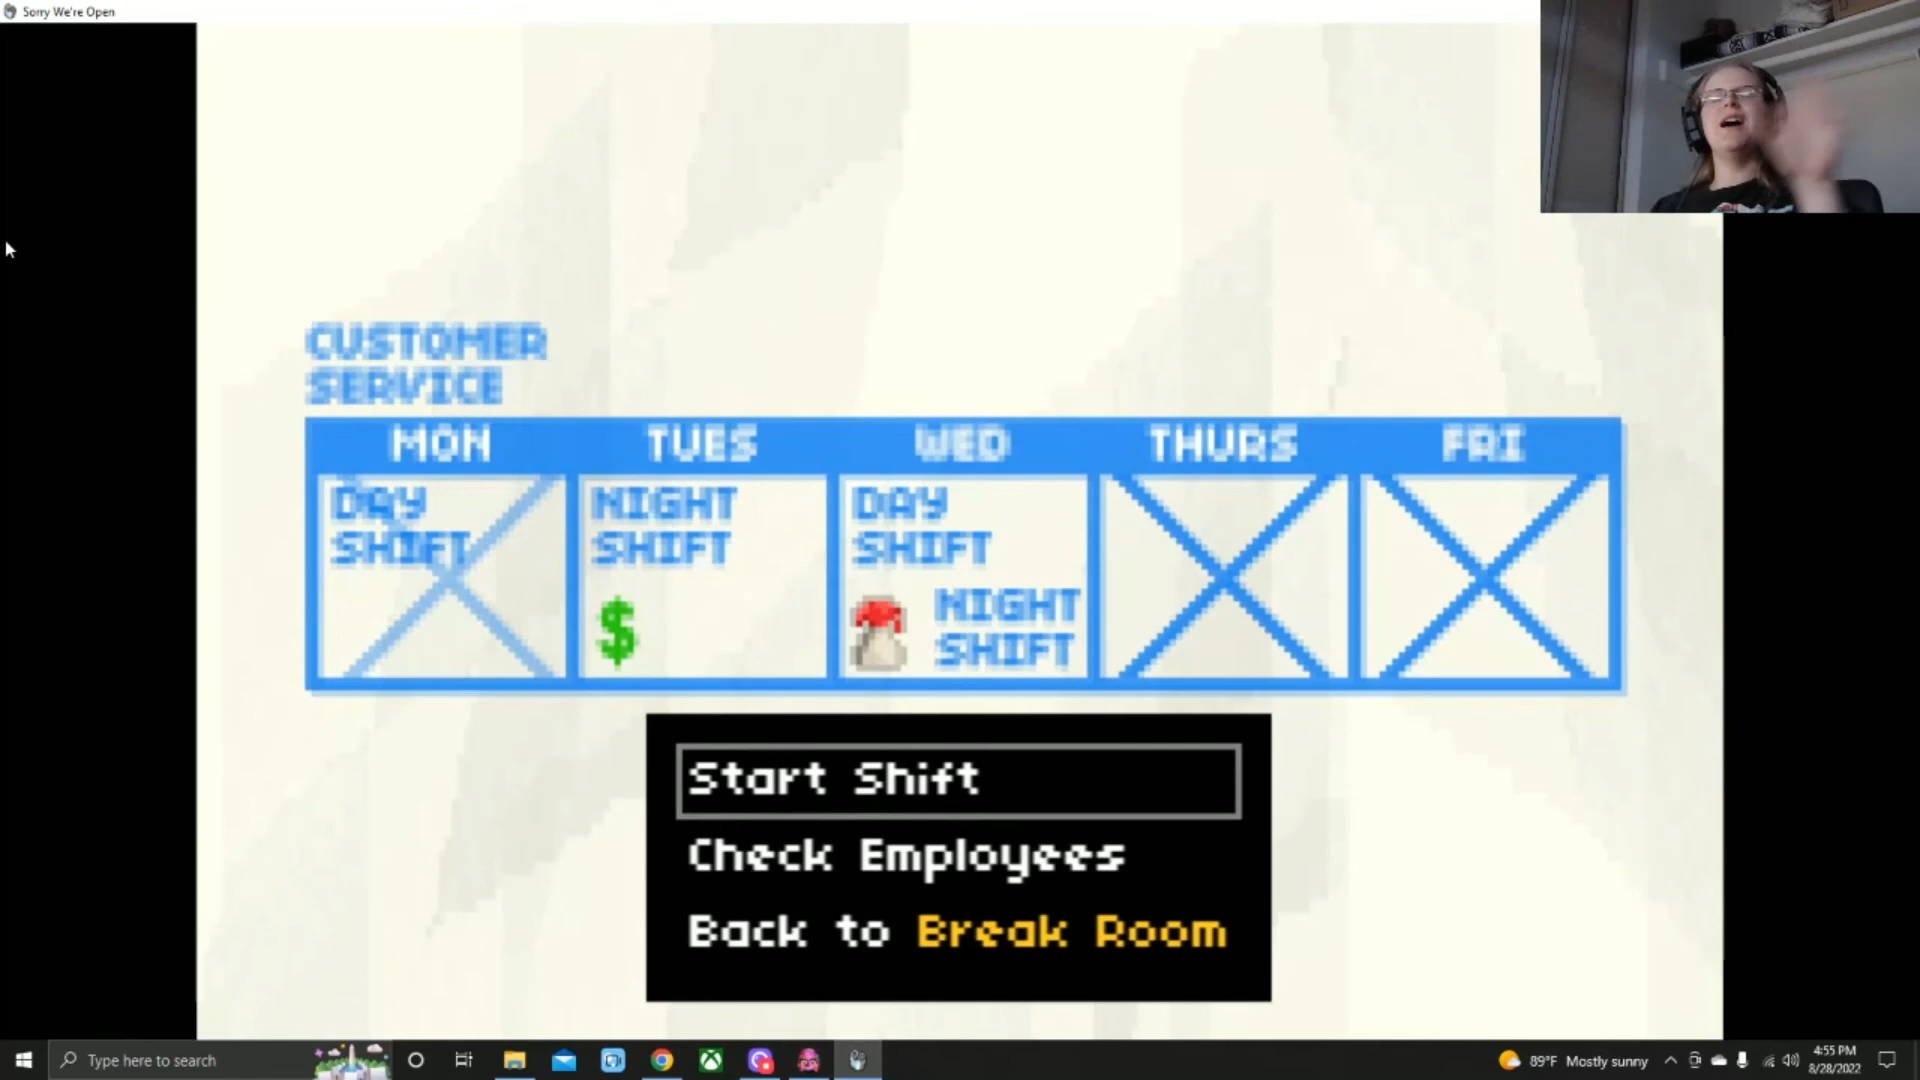 Sorry We're Open
CUSTOMER
SERVICE
MON TUES WED THURS FRI
DAY
SHIFT
NIGHT
SHIFT
$
DAY
SHIFT
NIGHT
SHIFT
Start Shift
Check Employees
Back to Break Room
Type here to search
89°F Mostly sunny
4:55 PM
8/28/2022